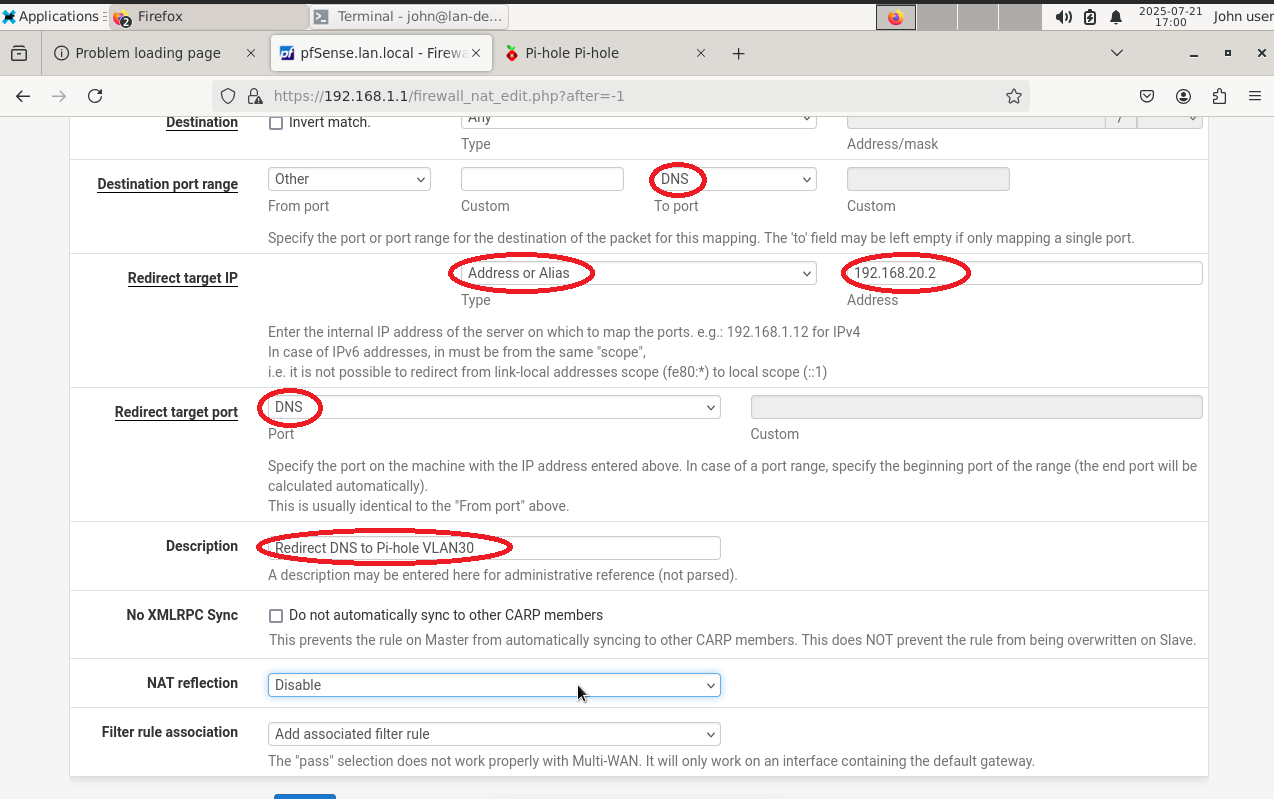 Applications
Firefox
2
Terminal - john@lan-de...
2025-07-21
17:00
John user
Problem loading page
pfSense.lan.local - Firewa
Pi-hole Pi-hole
https://192.168.1.1/firewall_nat_edit.php?after=-1
Destination
Invert match.
Any
/
Type
Address/mask
Destination port range
Other
DNS
From port
Custom
To port
Custom
Specify the port or port range for the destination of the packet for this mapping. The 'to' field may be left empty if only mapping a single port.
Redirect target IP
Address or Alias
192.168.20.2
Type
Address
Enter the internal IP address of the server on which to map the ports. e.g.: 192.168.1.12 for IPv4
In case of IPv6 addresses, in must be from the same "scope",
i.e. it is not possible to redirect from link-local addresses scope (fe80:*) to local scope (::1)
Redirect target port
DNS
Port
Custom
Specify the port on the machine with the IP address entered above. In case of a port range, specify the beginning port of the range (the end port will be
calculated automatically).
This is usually identical to the "From port" above.
Description
Redirect DNS to Pi-hole VLAN30
A description may be entered here for administrative reference (not parsed).
No XMLRPC Sync
Do not automatically sync to other CARP members
This prevents the rule on Master from automatically syncing to other CARP members. This does NOT prevent the rule from being overwritten on Slave.
NAT reflection
Disable
Filter rule association
Add associated filter rule
The "pass" selection does not work properly with Multi-WAN. It will only work on an interface containing the default gateway.